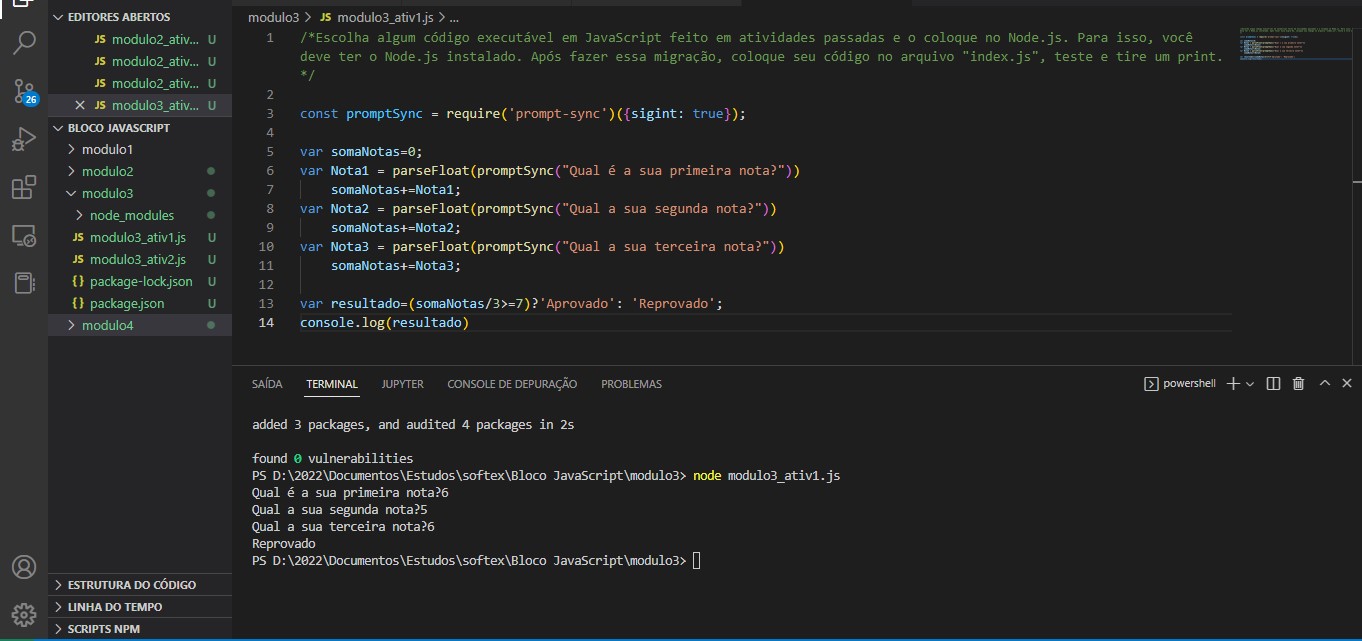 EDITORES ABERTOS
JS modulo2_ativ... U
JS modulo2_ativ... U
JS modulo2_ativ... U
JS modulo3_ativ... U
BLOCO JAVASCRIPT
modulo1
modulo2
modulo3
node_modules
JS modulo3_ativ1.js U
JS modulo3_ativ2.js U
{} package-lock.json U
{} package.json U
modulo4
ESTRUTURA DO CÓDIGO
LINHA DO TEMPO
SCRIPTS NPM
26
modulo3 > JS modulo3_ativ1.js > ...
1 /*Escolha algum código executável em JavaScript feito em atividades passadas e o coloque no Node.js. Para isso, você
deve ter o Node.js instalado. Após fazer essa migração, coloque seu código no arquivo "index.js", teste e tire um print.
*/
2
3 const promptSync = require('prompt-sync')({sigint: true});
4
5 var somaNotas=0;
6 var Nota1 = parseFloat(promptSync("Qual é a sua primeira nota?"))
7 somaNotas+=Nota1;
8 var Nota2 = parseFloat(promptSync("Qual a sua segunda nota?"))
9 somaNotas+=Nota2;
10 var Nota3 = parseFloat(promptSync("Qual a sua terceira nota?"))
11 somaNotas+=Nota3;
12
13 var resultado=(somaNotas/3>=7)?'Aprovado': 'Reprovado';
14 console.log(resultado)
SAÍDA TERMINAL JUPYTER CONSOLE DE DEPURAÇÃO PROBLEMAS powershell
added 3 packages, and audited 4 packages in 2s
found 0 vulnerabilities
PS D:\2022\Documentos\Estudos\softex\Bloco JavaScript\modulo3> node modulo3_ativ1.js
Qual é a sua primeira nota?6
Qual a sua segunda nota?5
Qual a sua terceira nota?6
Reprovado
PS D:\2022\Documentos\Estudos\softex\Bloco JavaScript\modulo3>